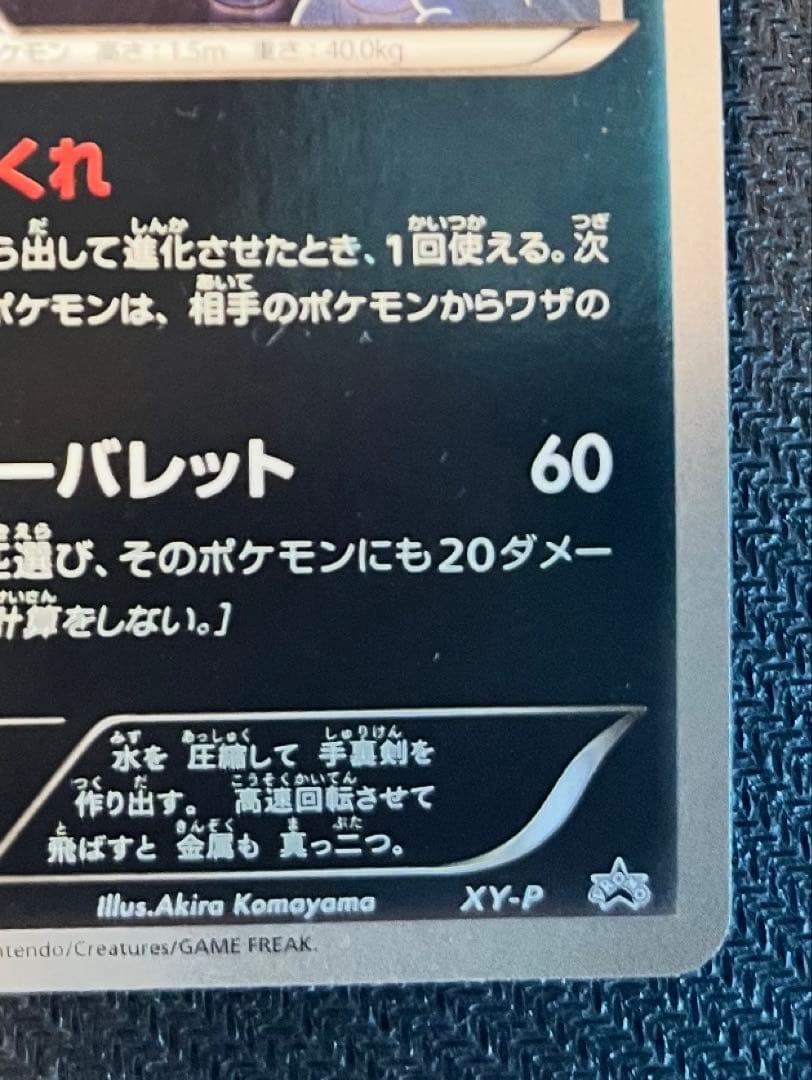 ケモン 高さ：1.5m 重さ：40.0kg
くれ
ら出して進化させたとき、1回使える。次
ポケモンは、相手のポケモンからワザの
ーバレット 60
選び、そのポケモンにも20ダメー
計算をしない。]
水を 圧縮して 手裏剣を
作り出す。 高速回転させて
飛ばすと 金属も 真っ二つ。
Illus.Akira Komayama XY-P PROMO
ntendo/Creatures/GAME FREAK.